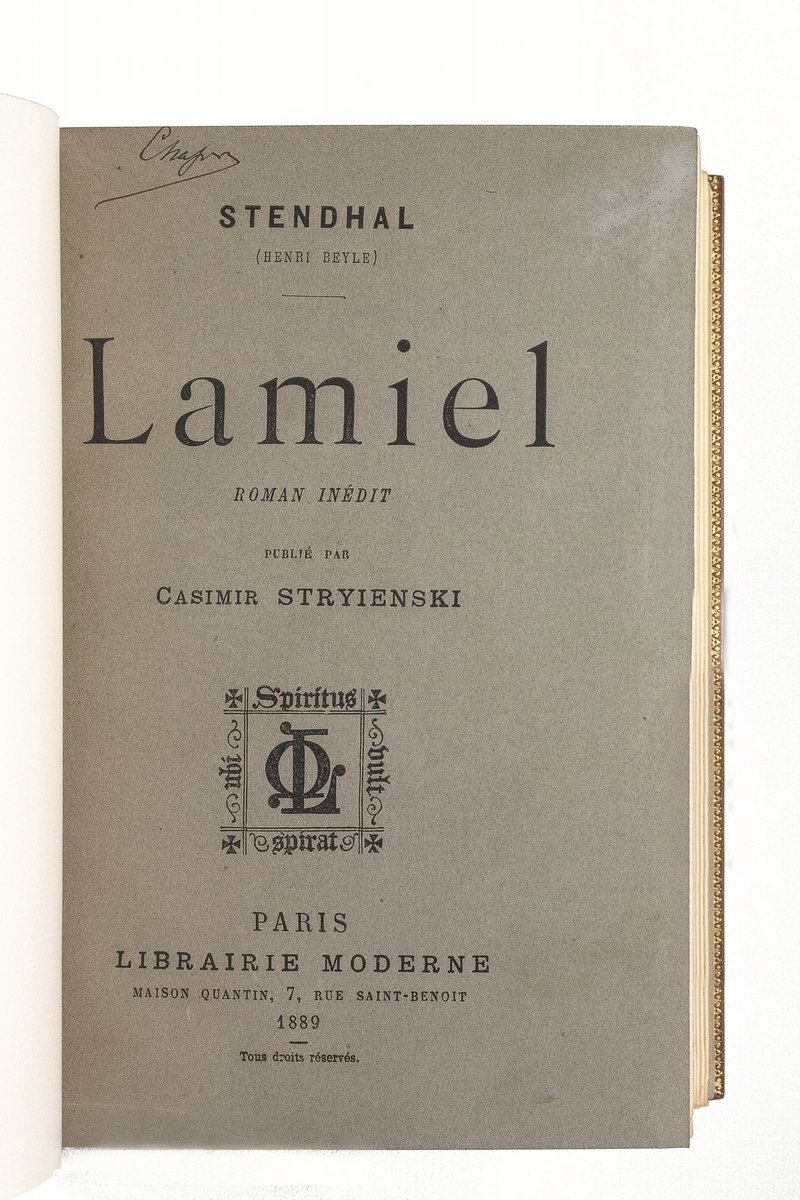 STENDHAL
(HENRI BEYLE)
Lamiel
ROMAN INÉDIT
PUBLIÉ PAR
CASIMIR STRYIENSKI
Spiritus
ubi
vult
spirat
PARIS
LIBRAIRIE MODERNE
MAISON QUANTIN, 7, RUE SAINT-BENOIT
1889
Tous droits réservés.